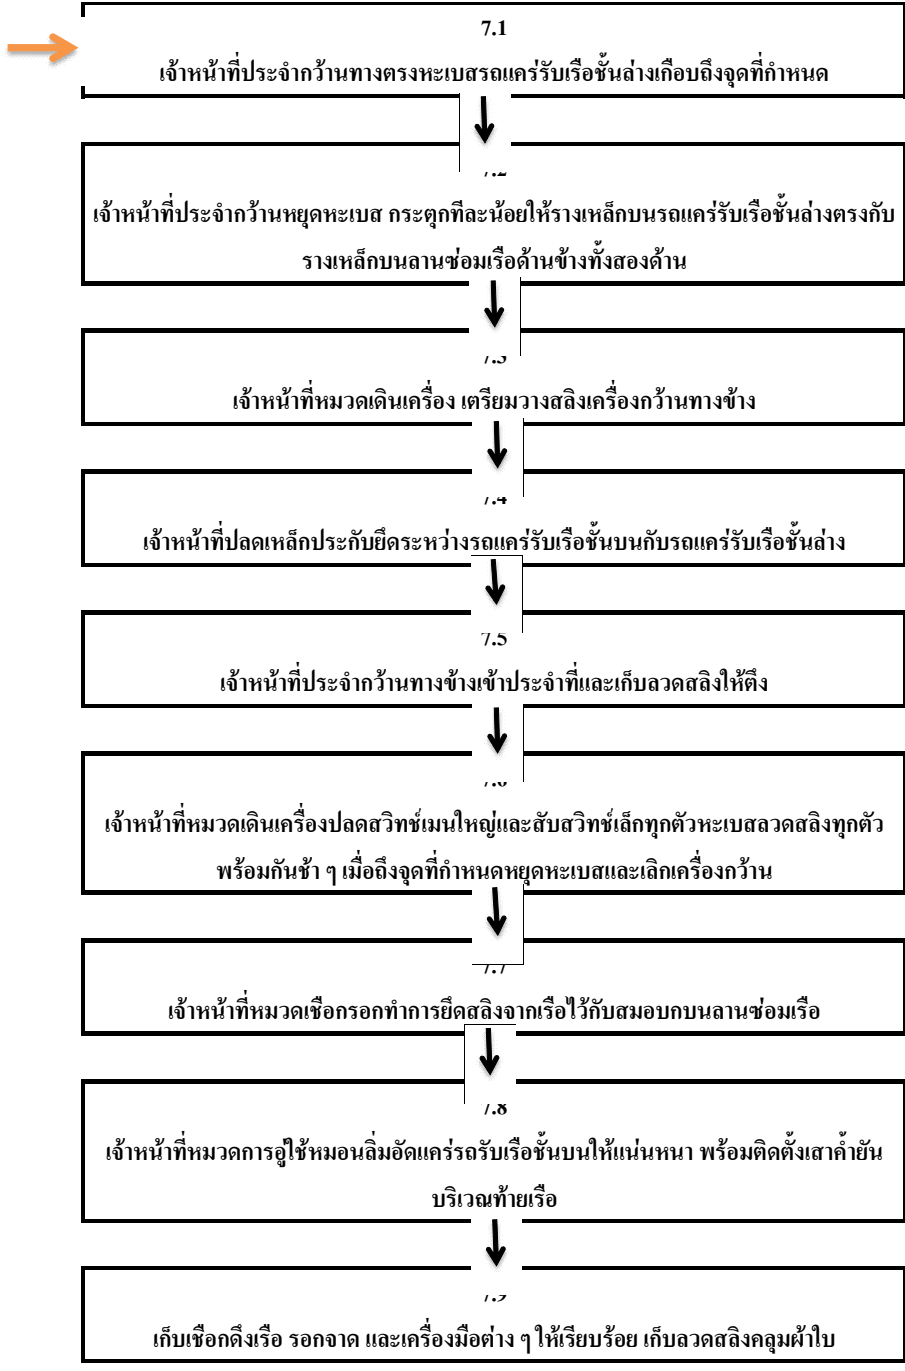 7.1
เจ้าหน้าที่ประจำกว้านทางตรงหะเบสรถแคร่รับเรือชั้นล่างเกือบถึงจุดที่กำหนด
7.2
เจ้าหน้าที่ประจำกว้านหยุดหะเบส กระตุกทีละน้อยให้รางเหล็กบนรถแคร่รับเรือชั้นล่างตรงกับ
รางเหล็กบนลานซ่อมเรือด้านข้างทั้งสองด้าน
7.3
เจ้าหน้าที่หมวดเดินเครื่อง เตรียมวางสลิงเครื่องกว้านทางข้าง
7.4
เจ้าหน้าที่ปลดเหล็กประกับยึดระหว่างรถแคร่รับเรือชั้นบนกับรถแคร่รับเรือชั้นล่าง
7.5
เจ้าหน้าที่ประจำกว้านทางข้างเข้าประจำที่และเก็บลวดสลิงให้ตึง
7.6
เจ้าหน้าที่หมวดเดินเครื่องปลดสวิทช์เมนใหญ่และสับสวิทช์เล็กทุกตัวหะเบสลวดสลิงทุกตัว
พร้อมกันช้า ๆ เมื่อถึงจุดที่กำหนดหยุดหะเบสและเลิกเครื่องกว้าน
7.7
เจ้าหน้าที่หมวดเชือกรอกทำการยึดสลิงจากเรือไว้กับสมอบกบนลานซ่อมเรือ
7.8
เจ้าหน้าที่หมวดการอู่ใช้หมอนลิ่มอัดแคร่รถรับเรือชั้นบนให้แน่นหนา พร้อมติดตั้งเสาค้ำยัน
บริเวณท้ายเรือ
7.9
เก็บเชือกดึงเรือ รอกจาด และเครื่องมือต่าง ๆ ให้เรียบร้อย เก็บลวดสลิงคลุมผ้าใบ